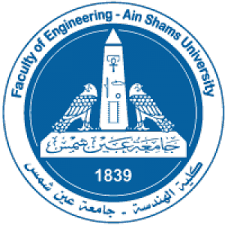 Faculty of Engineering - Ain Shams University
جامعة عين شمس
1839
كلية الهندسة - جامعة عين شمس